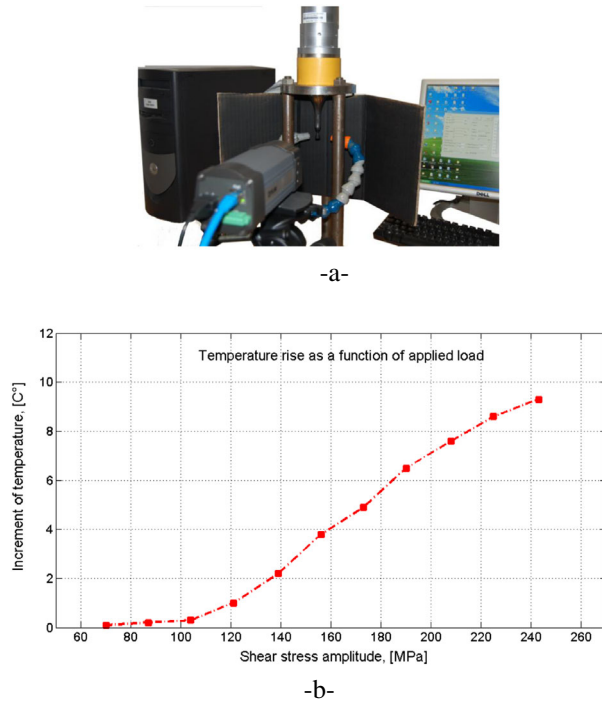 DELL
-a-
Temperature rise as a function of applied load
12
10
8
6
4
2
0
Increment of temperature, [C°]
60 80 100 120 140 160 180 200 220 240 260
Shear stress amplitude, [MPa]
-b-